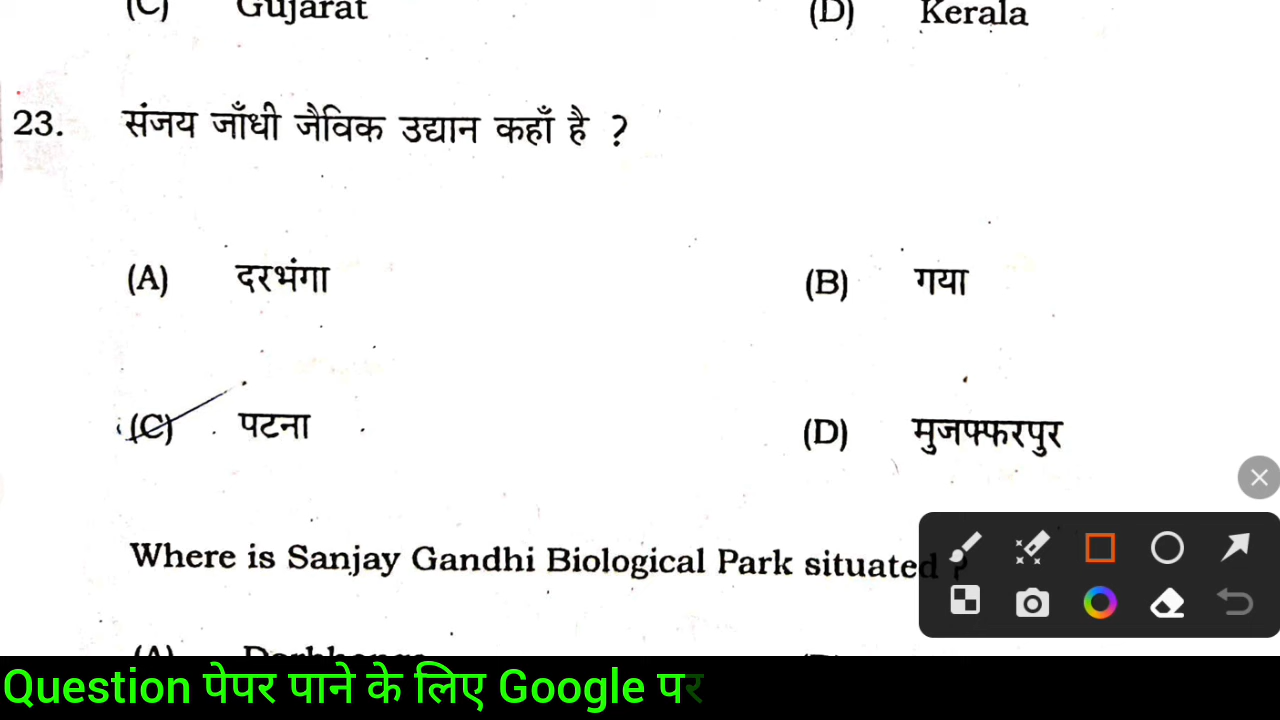 (C) Gujarat (D) Kerala
23. संजय जाँधी जैविक उद्यान कहाँ है ?
(A) दरभंगा (B) गया
(C) पटना (D) मुजफ्फरपुर
Where is Sanjay Gandhi Biological Park situated ?
(A) Darbhanga
Question पेपर पाने के लिए Google पर